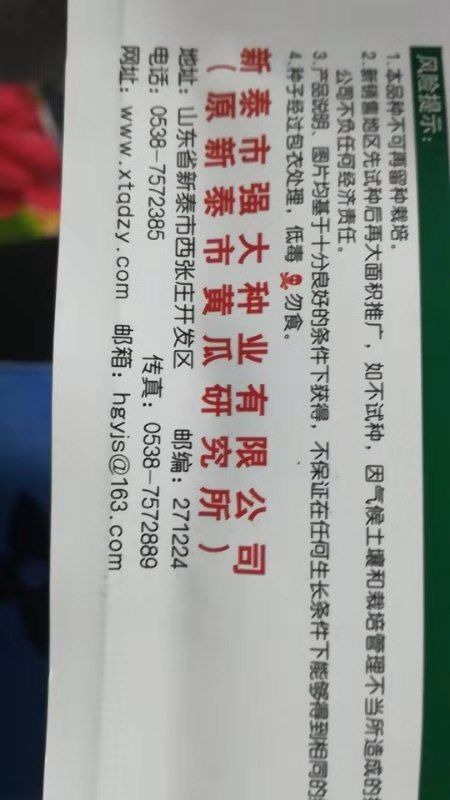 风险提示：
1.本品种不可再留种栽培。
2.新销售地区先试种后再大面积推广，如不试种，因气候土壤和栽培管理不当所造成的
公司不负任何经济责任。
3.产品说明、图片均基于十分良好的条件下获得，不保证在任何生长条件下能够得到相同的
4.种子经过包衣处理，低毒 勿食。
新泰市强大种业有限公司
（原新泰市黄瓜研究所）
地址：山东省新泰市西张庄开发区 邮编：271224
电话：0538-7572385 传真：0538-7572889
网址：www.xtqdzy.com 邮箱：hgyjs@163.com